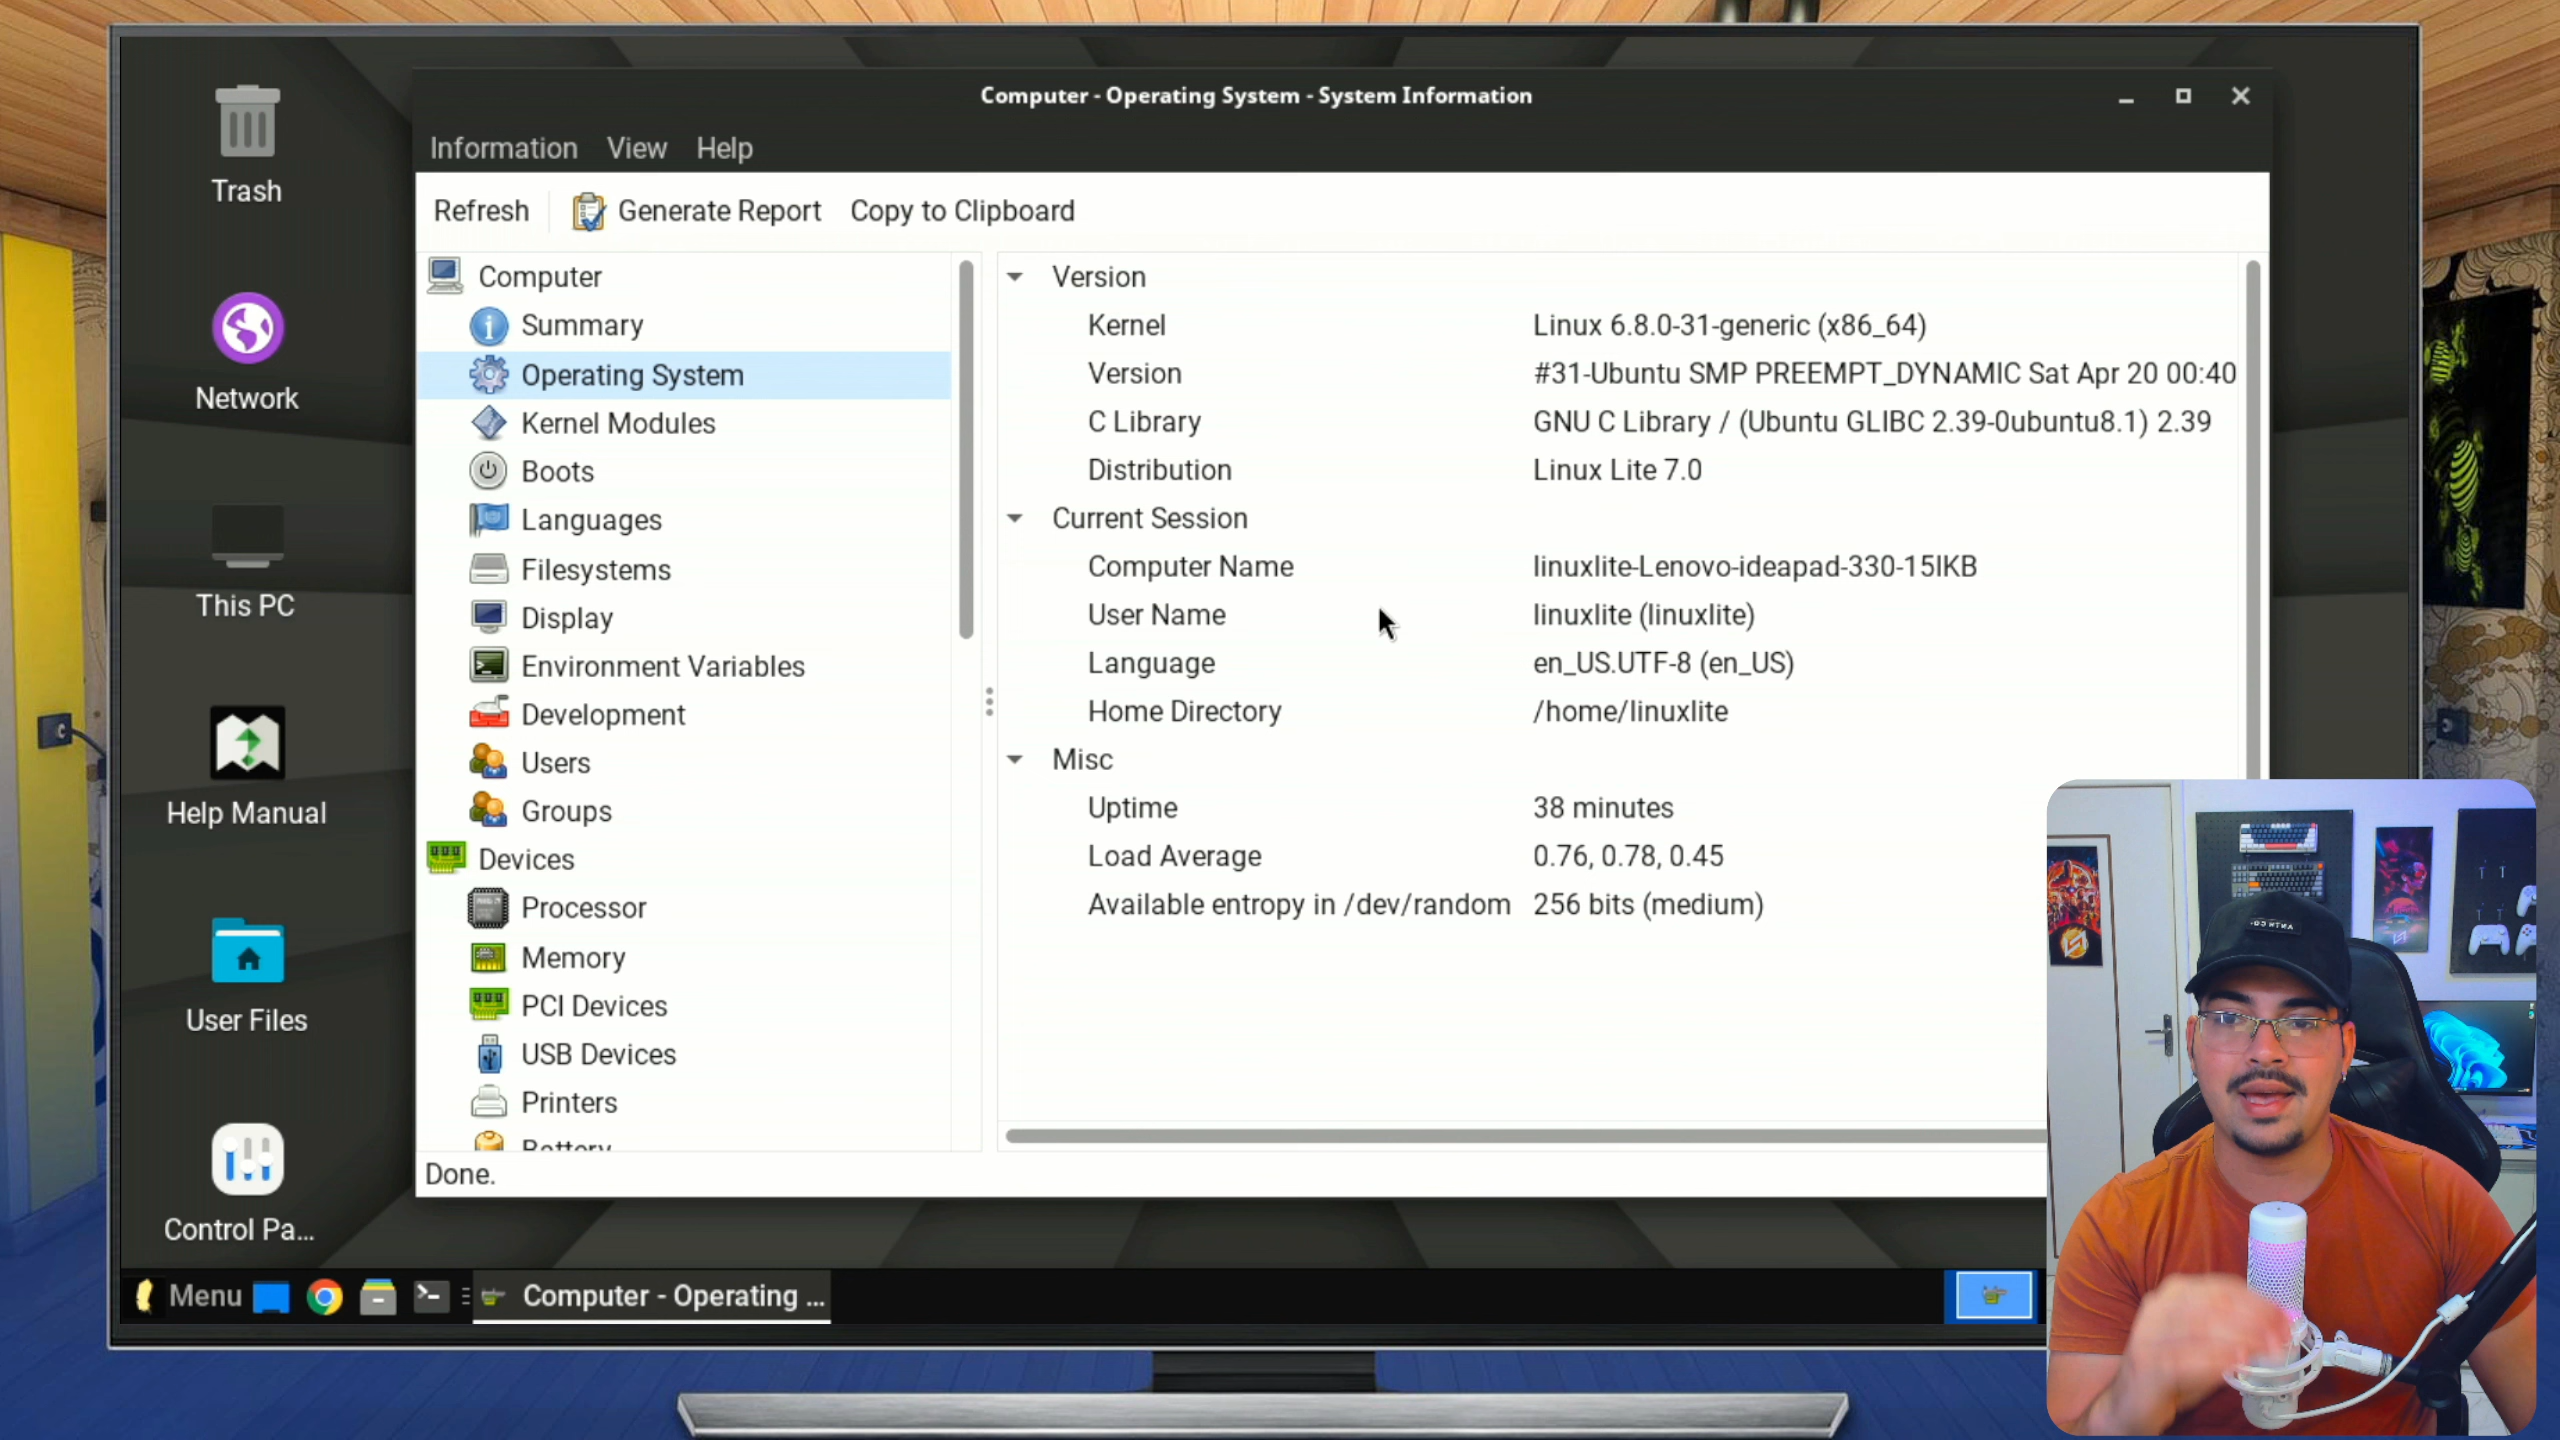 Computer - Operating System - System Information
Information View Help
Refresh Generate Report Copy to Clipboard
Trash
Network
This PC
Help Manual
User Files
Control Pa...
Computer
Summary
Operating System
Kernel Modules
Boots
Languages
Filesystems
Display
Environment Variables
Development
Users
Groups
Devices
Processor
Memory
PCI Devices
USB Devices
Printers
Battery
Version
Kernel Linux 6.8.0-31-generic (x86_64)
Version #31-Ubuntu SMP PREEMPT_DYNAMIC Sat Apr 20 00:40
C Library GNU C Library / (Ubuntu GLIBC 2.39-0ubuntu8.1) 2.39
Distribution Linux Lite 7.0
Current Session
Computer Name linuxlite-Lenovo-ideapad-330-15IKB
User Name linuxlite (linuxlite)
Language en_US.UTF-8 (en_US)
Home Directory /home/linuxlite
Misc
Uptime 38 minutes
Load Average 0.76, 0.78, 0.45
Available entropy in /dev/random 256 bits (medium)
Done.
Menu Computer - Operating ...